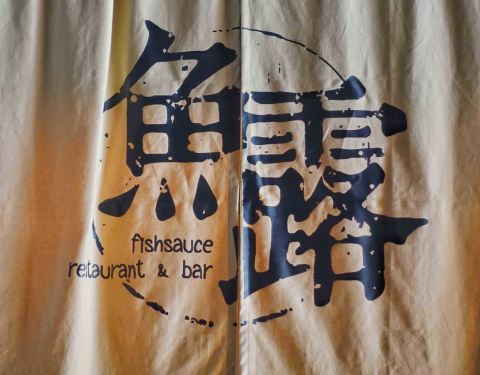 魚露
fishsauce
restaurant & bar